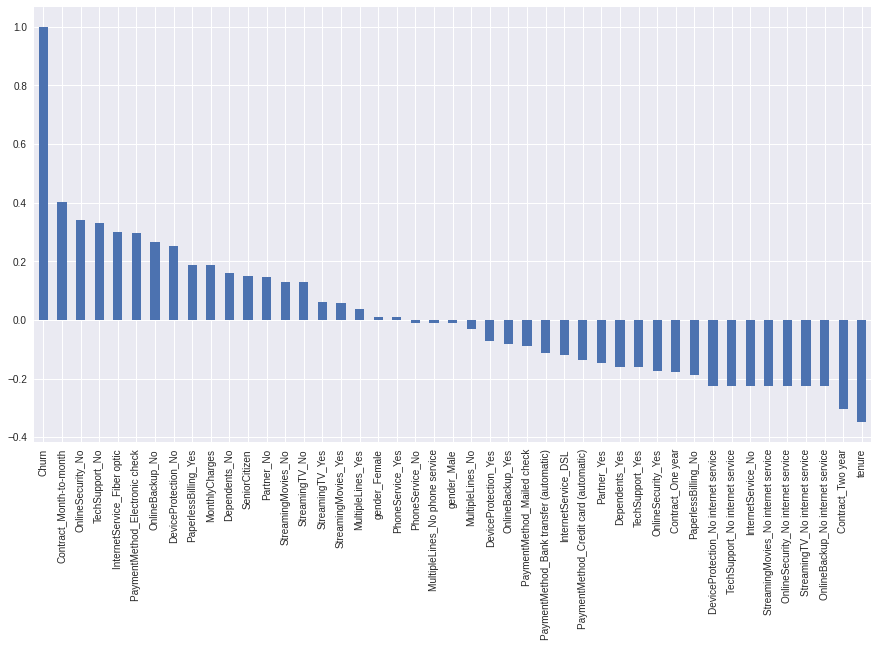 1.0
0.8
0.6
0.4
0.2
0.0
−0.2
−0.4
Churn
Contract_Month-to-month
OnlineSecurity_No
TechSupport_No
InternetService_Fiber optic
PaymentMethod_Electronic check
OnlineBackup_No
DeviceProtection_No
PaperlessBilling_Yes
MonthlyCharges
Dependents_No
SeniorCitizen
Partner_No
StreamingMovies_No
StreamingTV_No
StreamingTV_Yes
StreamingMovies_Yes
MultipleLines_Yes
gender_Female
PhoneService_Yes
PhoneService_No
MultipleLines_No phone service
gender_Male
MultipleLines_No
DeviceProtection_Yes
OnlineBackup_Yes
PaymentMethod_Mailed check
PaymentMethod_Bank transfer (automatic)
InternetService_DSL
PaymentMethod_Credit card (automatic)
Partner_Yes
Dependents_Yes
TechSupport_Yes
OnlineSecurity_Yes
Contract_One year
PaperlessBilling_No
DeviceProtection_No internet service
TechSupport_No internet service
InternetService_No
StreamingMovies_No internet service
OnlineSecurity_No internet service
StreamingTV_No internet service
OnlineBackup_No internet service
Contract_Two year
tenure